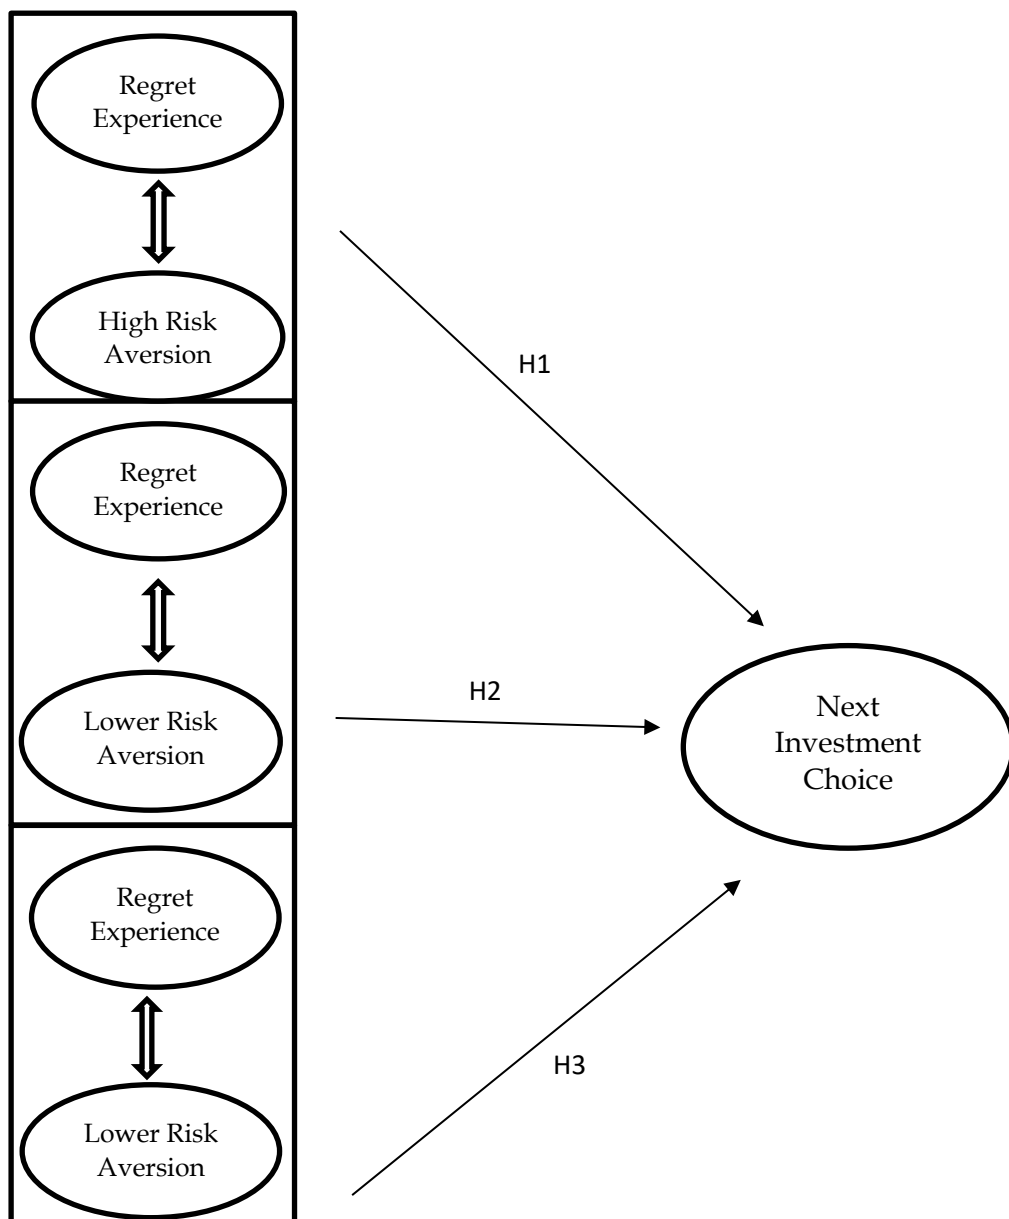 Regret
Experience
High Risk
Aversion
H1
Regret
Experience
Lower Risk
Aversion
H2
Next
Investment
Choice
Regret
Experience
H3
Lower Risk
Aversion